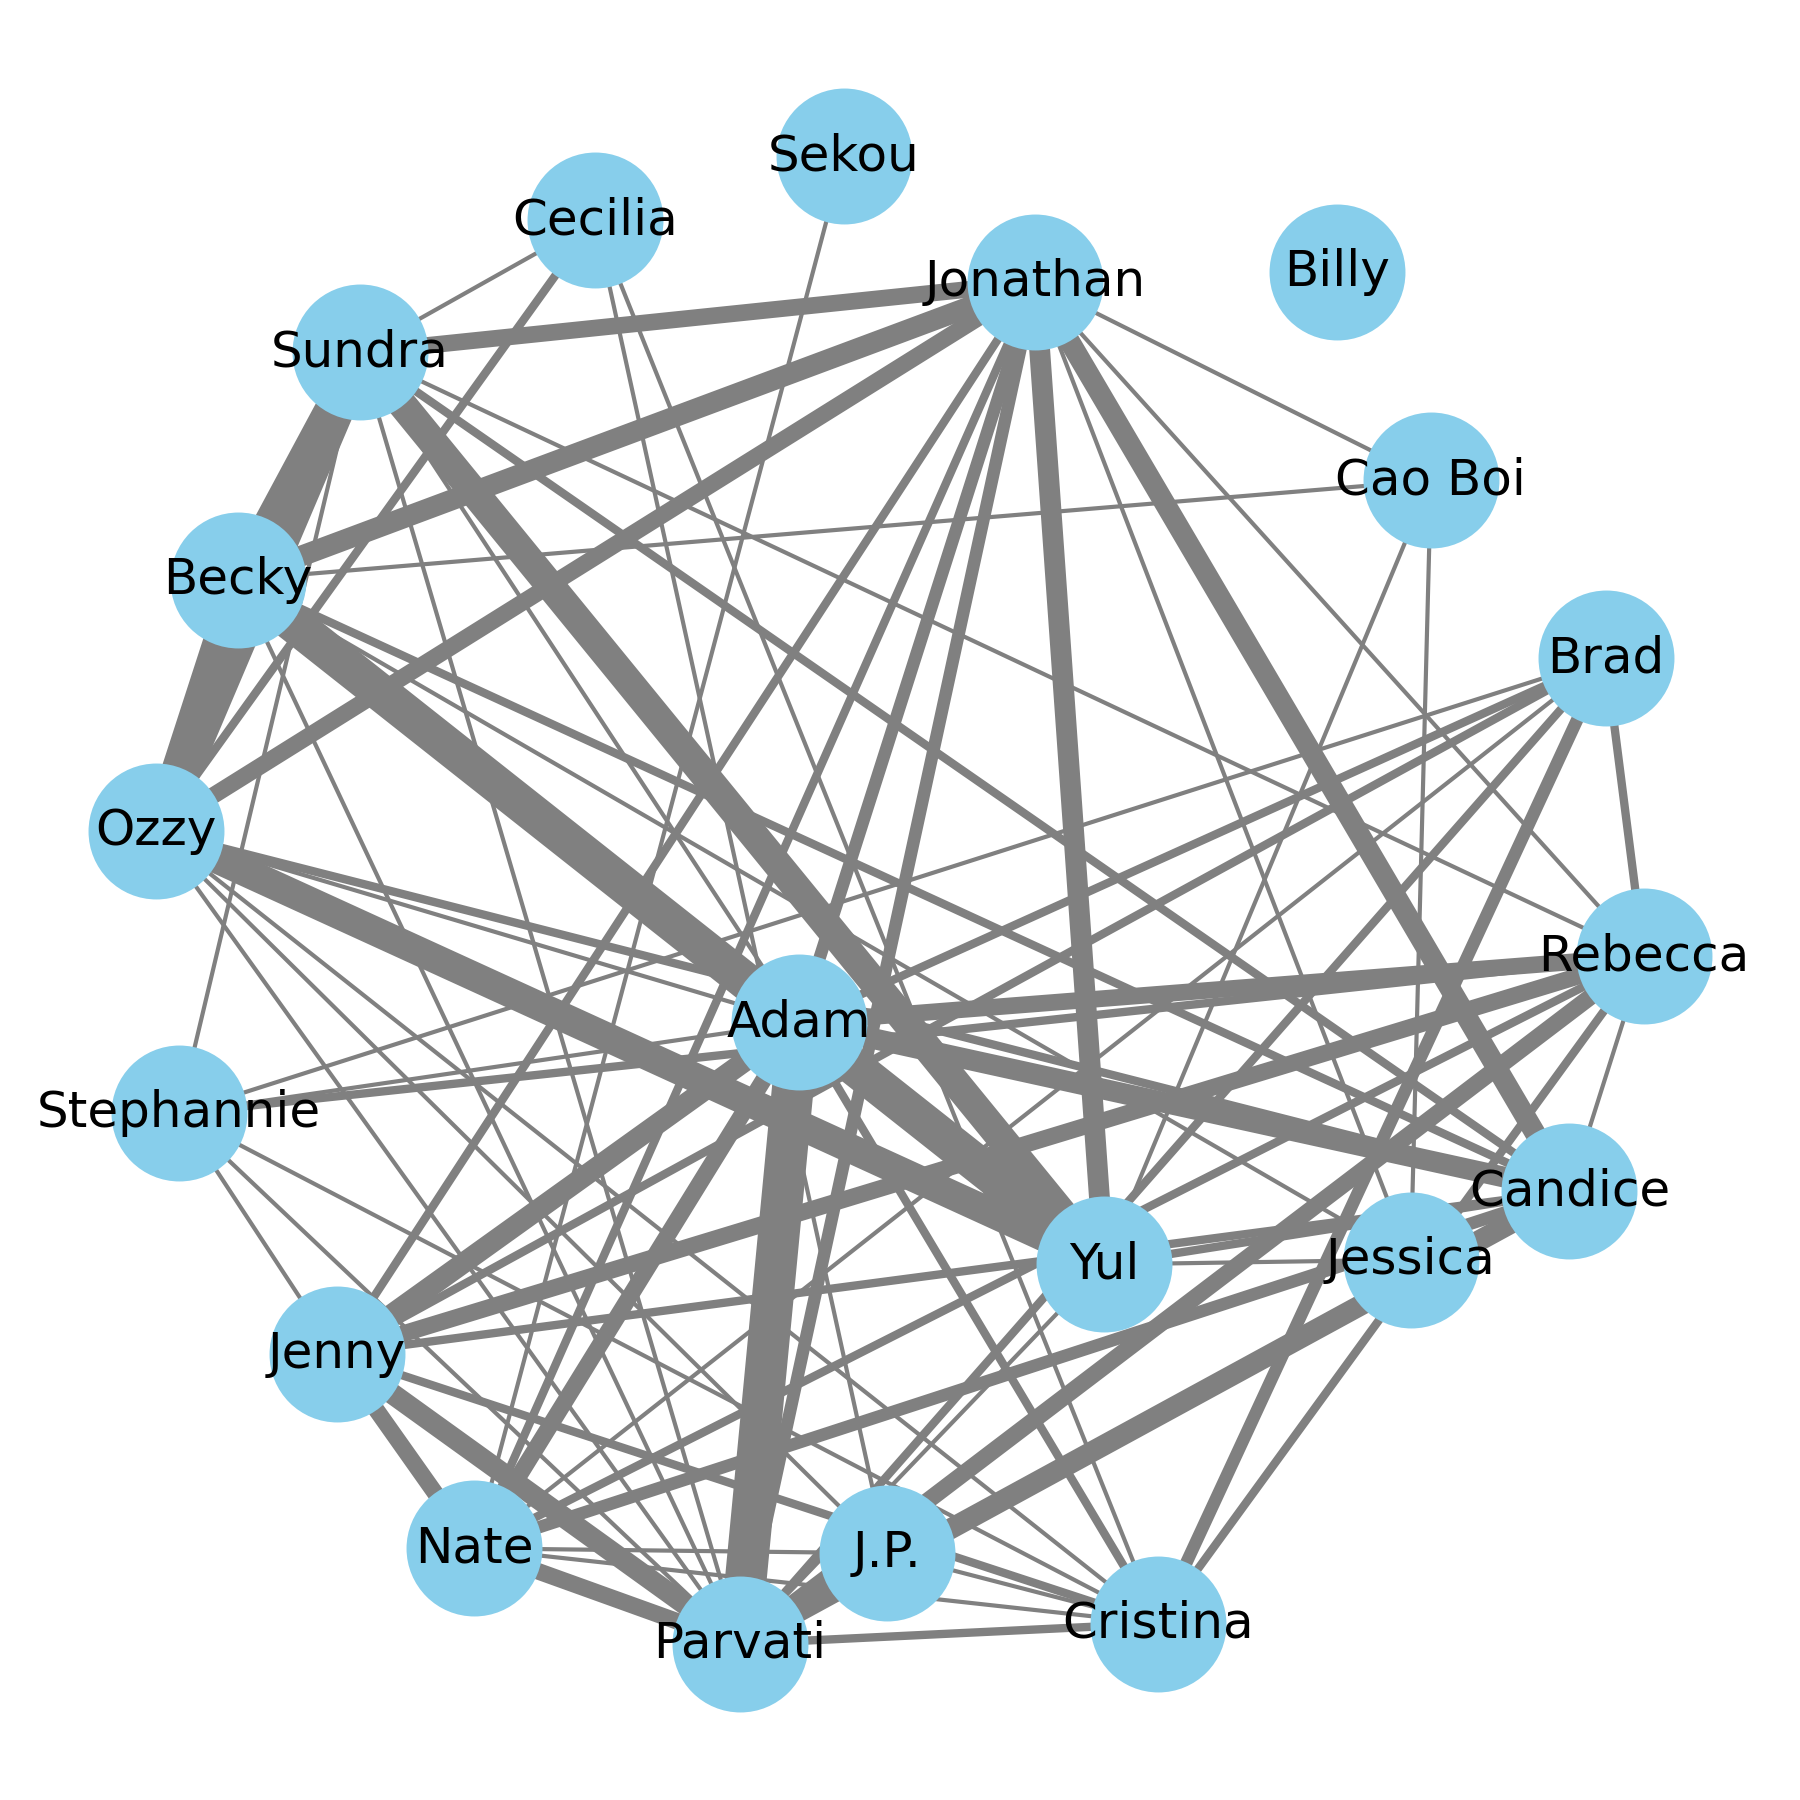 Sekou
Cecilia
Jonathan
Billy
Sundra
Cao Boi
Becky
Brad
Ozzy
Rebecca
Adam
Stephannie
Candice
Yul
Jessica
Jenny
Nate
J.P.
Parvati
Cristina